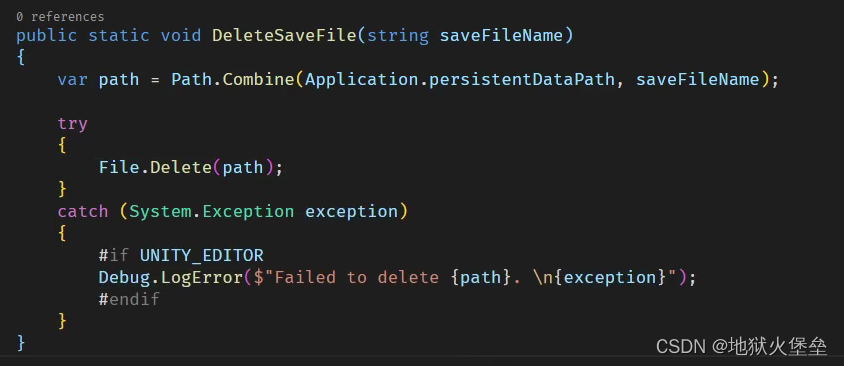 0 references
public static void DeleteSaveFile(string saveFileName)
{
    var path = Path.Combine(Application.persistentDataPath, saveFileName);

    try
    {
        File.Delete(path);
    }
    catch (System.Exception exception)
    {
        #if UNITY_EDITOR
        Debug.LogError($"Failed to delete {path}. \n{exception}");
        #endif
    }
}
CSDN @地狱火堡垒